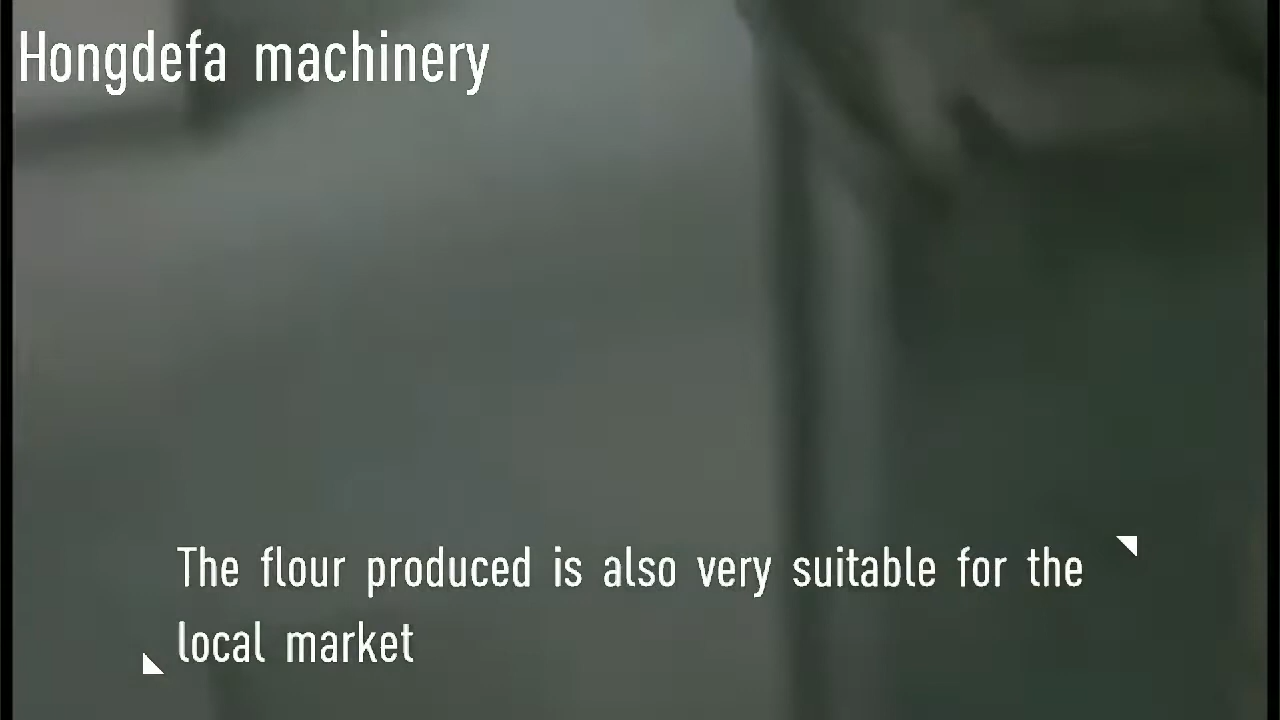 Hongdefa machinery
The flour produced is also very suitable for the
local market